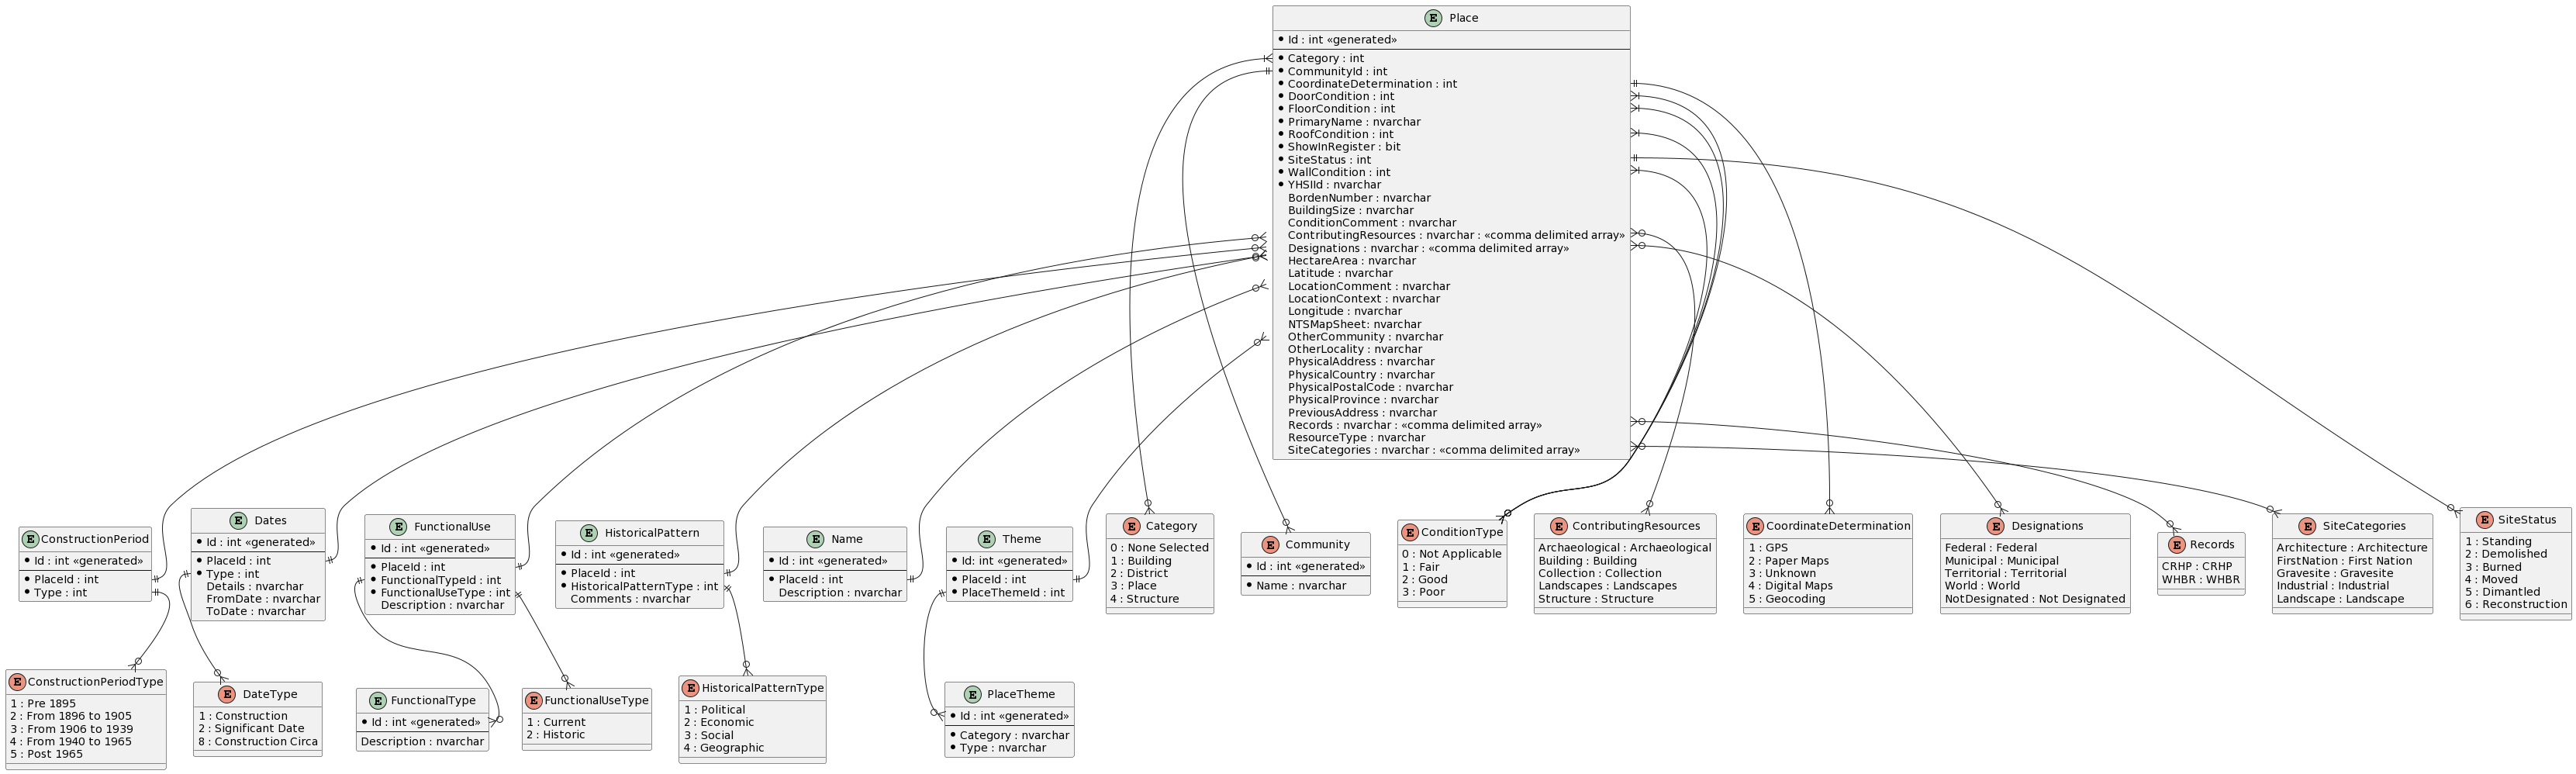 E Place
Id : int «generated»
Category : int
CommunityId : int
CoordinateDetermination : int
DoorCondition : int
FloorCondition : int
PrimaryName : nvarchar
RoofCondition : int
ShowInRegister : bit
SiteStatus : int
WallCondition : int
YHSIId : nvarchar
BordenNumber : nvarchar
BuildingSize : nvarchar
ConditionComment : nvarchar
ContributingResources : nvarchar : «comma delimited array»
Designations : nvarchar : «comma delimited array»
HectareArea : nvarchar
Latitude : nvarchar
LocationComment : nvarchar
LocationContext : nvarchar
Longitude : nvarchar
NTSMapSheet: nvarchar
OtherCommunity : nvarchar
OtherLocality : nvarchar
PhysicalAddress : nvarchar
PhysicalCountry : nvarchar
PhysicalPostalCode : nvarchar
PhysicalProvince : nvarchar
PreviousAddress : nvarchar
Records : nvarchar : «comma delimited array»
ResourceType : nvarchar
SiteCategories : nvarchar : «comma delimited array»
E ConstructionPeriod
Id : int «generated»
PlaceId : int
Type : int
E Dates
Id : int «generated»
PlaceId : int
Type : int
Details : nvarchar
FromDate : nvarchar
ToDate : nvarchar
E FunctionalUse
Id : int «generated»
PlaceId : int
FunctionalTypeId : int
FunctionalUseType : int
Description : nvarchar
E HistoricalPattern
Id : int «generated»
PlaceId : int
HistoricalPatternType : int
Comments : nvarchar
E Name
Id : int «generated»
PlaceId : int
Description : nvarchar
E Theme
Id: int «generated»
PlaceId : int
PlaceThemeId : int
E Category
0 : None Selected
1 : Building
2 : District
3 : Place
4 : Structure
E Community
Id : int «generated»
Name : nvarchar
E ConditionType
0 : Not Applicable
1 : Fair
2 : Good
3 : Poor
E ContributingResources
Archaeological : Archaeological
Building : Building
Collection : Collection
Landscapes : Landscapes
Structure : Structure
E CoordinateDetermination
1 : GPS
2 : Paper Maps
3 : Unknown
4 : Digital Maps
5 : Geocoding
E Designations
Federal : Federal
Municipal : Municipal
Territorial : Territorial
World : World
NotDesignated : Not Designated
E Records
CRHP : CRHP
WHBR : WHBR
E SiteCategories
Architecture : Architecture
FirstNation : First Nation
Gravesite : Gravesite
Industrial : Industrial
Landscape : Landscape
E SiteStatus
1 : Standing
2 : Demolished
3 : Burned
4 : Moved
5 : Dimantled
6 : Reconstruction
E ConstructionPeriodType
1 : Pre 1895
2 : From 1896 to 1905
3 : From 1906 to 1939
4 : From 1940 to 1965
5 : Post 1965
E DateType
1 : Construction
2 : Significant Date
8 : Construction Circa
E FunctionalType
Id : int «generated»
Description : nvarchar
E FunctionalUseType
1 : Current
2 : Historic
E HistoricalPatternType
1 : Political
2 : Economic
3 : Social
4 : Geographic
E PlaceTheme
Id : int «generated»
Category : nvarchar
Type : nvarchar